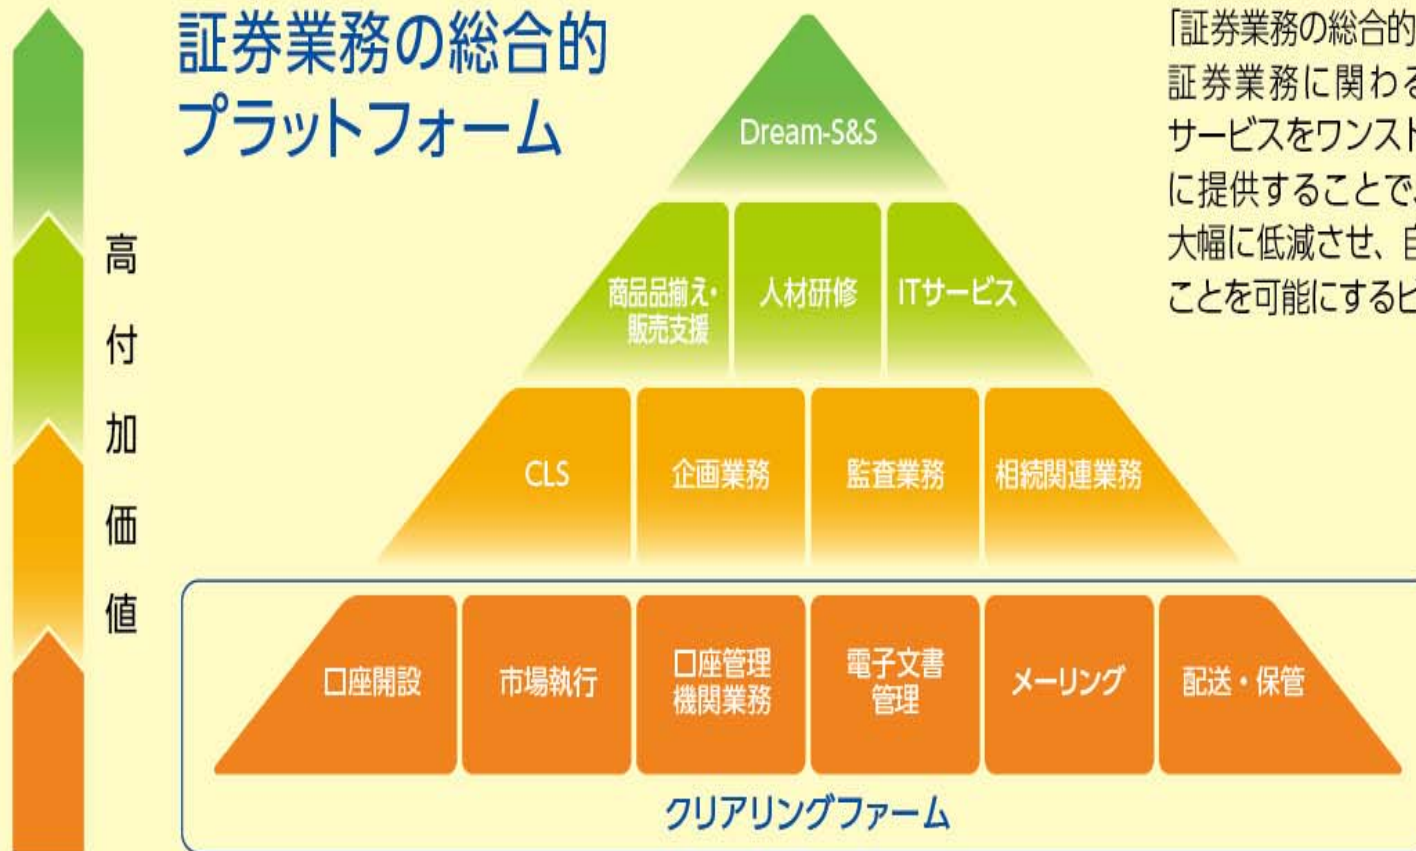 証券業務の総合的
プラットフォーム
「証券業務の総合的
証券業務に関わる
サービスをワンスト
に提供することで、
大幅に低減させ、自
ことを可能にするビ
高
付
加
価
値
Dream-S&S
商品品揃え・
販売支援
人材研修
ITサービス
CLS
企画業務
監査業務
相続関連業務
口座開設
市場執行
口座管理
機関業務
電子文書
管理
メーリング
配送・保管
クリアリングファーム